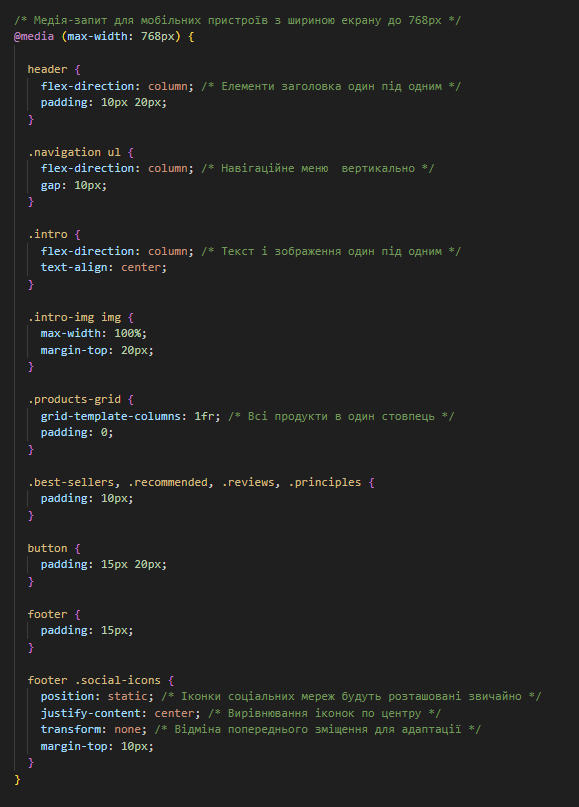 /* Медіа-запит для мобільних пристроїв з шириною екрану до 768px */
@media (max-width: 768px) {
header {
flex-direction: column; /* Елементи заголовка один під одним */
padding: 10px 20px;
}
.navigation ul {
flex-direction: column; /* Навігаційне меню  вертикально */
gap: 10px;
}
.intro {
flex-direction: column; /* Текст і зображення один під одним */
text-align: center;
}
.intro-img img {
max-width: 100%;
margin-top: 20px;
}
.products-grid {
grid-template-columns: 1fr; /* Всі продукти в один стовпець */
padding: 0;
}
.best-sellers, .recommended, .reviews, .principles {
padding: 10px;
}
button {
padding: 15px 20px;
}
footer {
padding: 15px;
}
footer .social-icons {
position: static; /* Іконки соціальних мереж будуть розташовані звичайно */
justify-content: center; /* Вирівнювання іконок по центру */
transform: none; /* Відміна попереднього зміщення для адаптації */
margin-top: 10px;
}
}